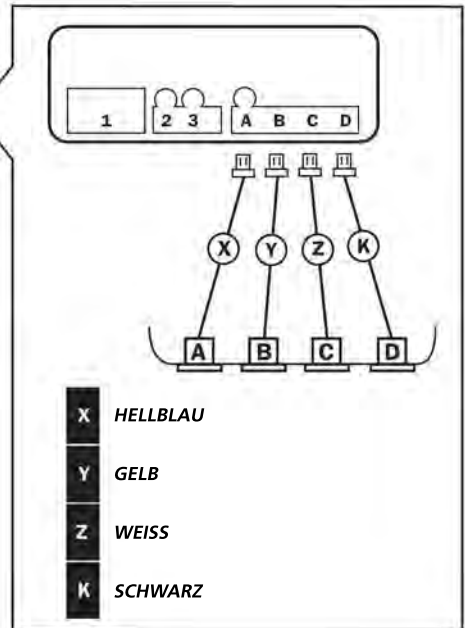 1 2 3 A B C D
X Y Z K
A B C D
X HELLBLAU
Y GELB
Z WEISS
K SCHWARZ